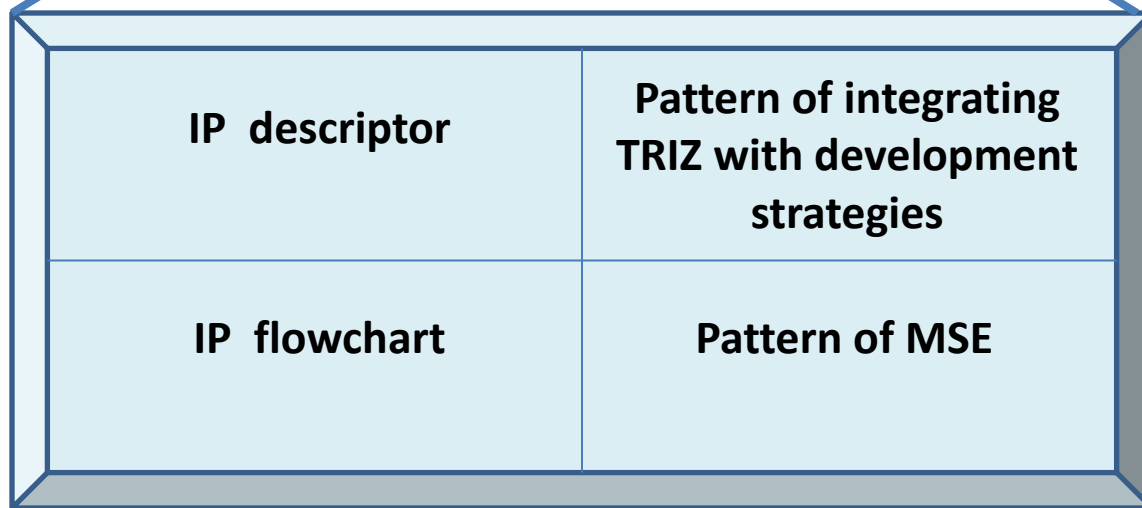 IP descriptor
Pattern of integrating
TRIZ with development
strategies
IP flowchart
Pattern of MSE